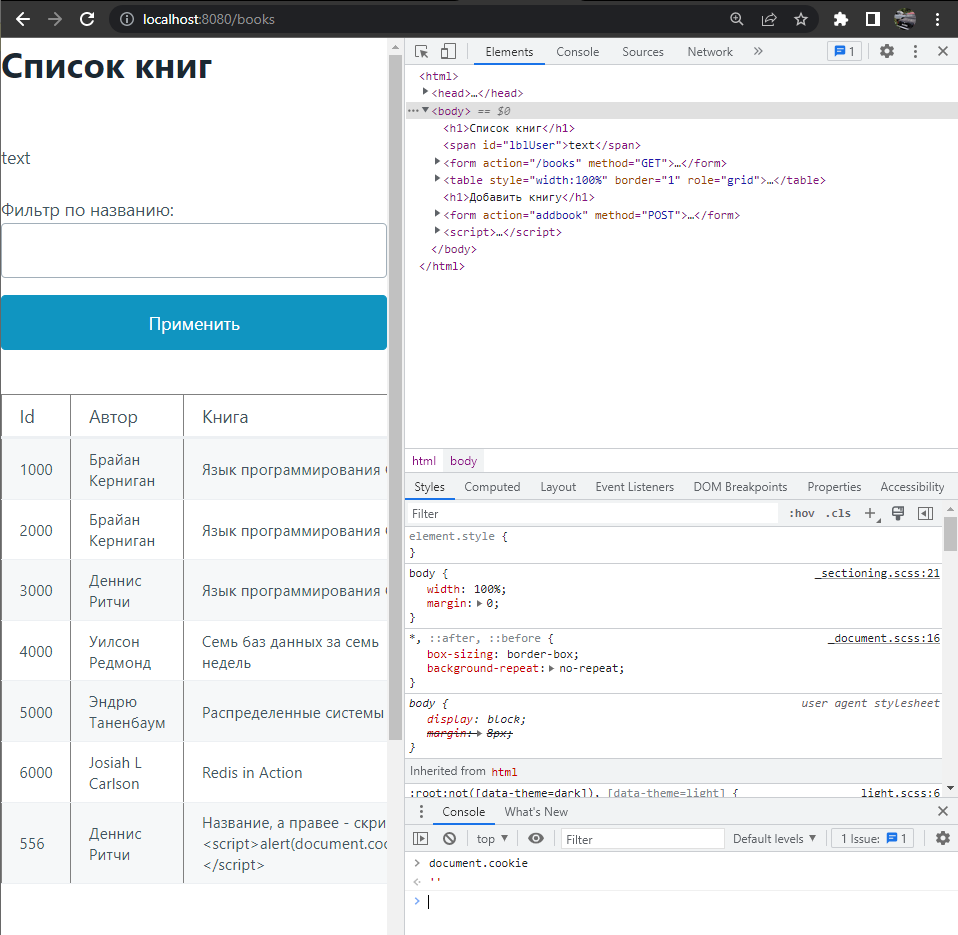 localhost:8080/books
Список книг
text
Фильтр по названию:
Применить
Id Автор Книга
1000 Брайан Керниган Язык программирования
2000 Брайан Керниган Язык программирования
3000 Деннис Ритчи Язык программирования
4000 Уилсон Редмонд Семь баз данных за семь недель
5000 Эндрю Таненбаум Распределенные системы
6000 Josiah L Carlson Redis in Action
556 Деннис Ритчи Название, а правее - скри
<script>alert(document.coo
</script>
Elements Console Sources Network » 1
<html>
<head>…</head>
<body> == $0
<h1>Список книг</h1>
<span id="lblUser">text</span>
<form action="/books" method="GET">…</form>
<table style="width:100%" border="1" role="grid">…</table>
<h1>Добавить книгу</h1>
<form action="addbook" method="POST">…</form>
<script>…</script>
</body>
</html>
html body
Styles Computed Layout Event Listeners DOM Breakpoints Properties Accessibility
Filter :hov .cls +
element.style {
}
body { _sectioning.scss:21
width: 100%;
margin: 0;
}
*, ::after, ::before { _document.scss:16
box-sizing: border-box;
background-repeat: no-repeat;
}
body { user agent stylesheet
display: block;
margin: 8px;
}
Inherited from html
:root:not([data-theme=dark]), [data-theme=light] { light.scss:6
Console What's New
top Filter Default levels 1 Issue: 1
> document.cookie
''
>